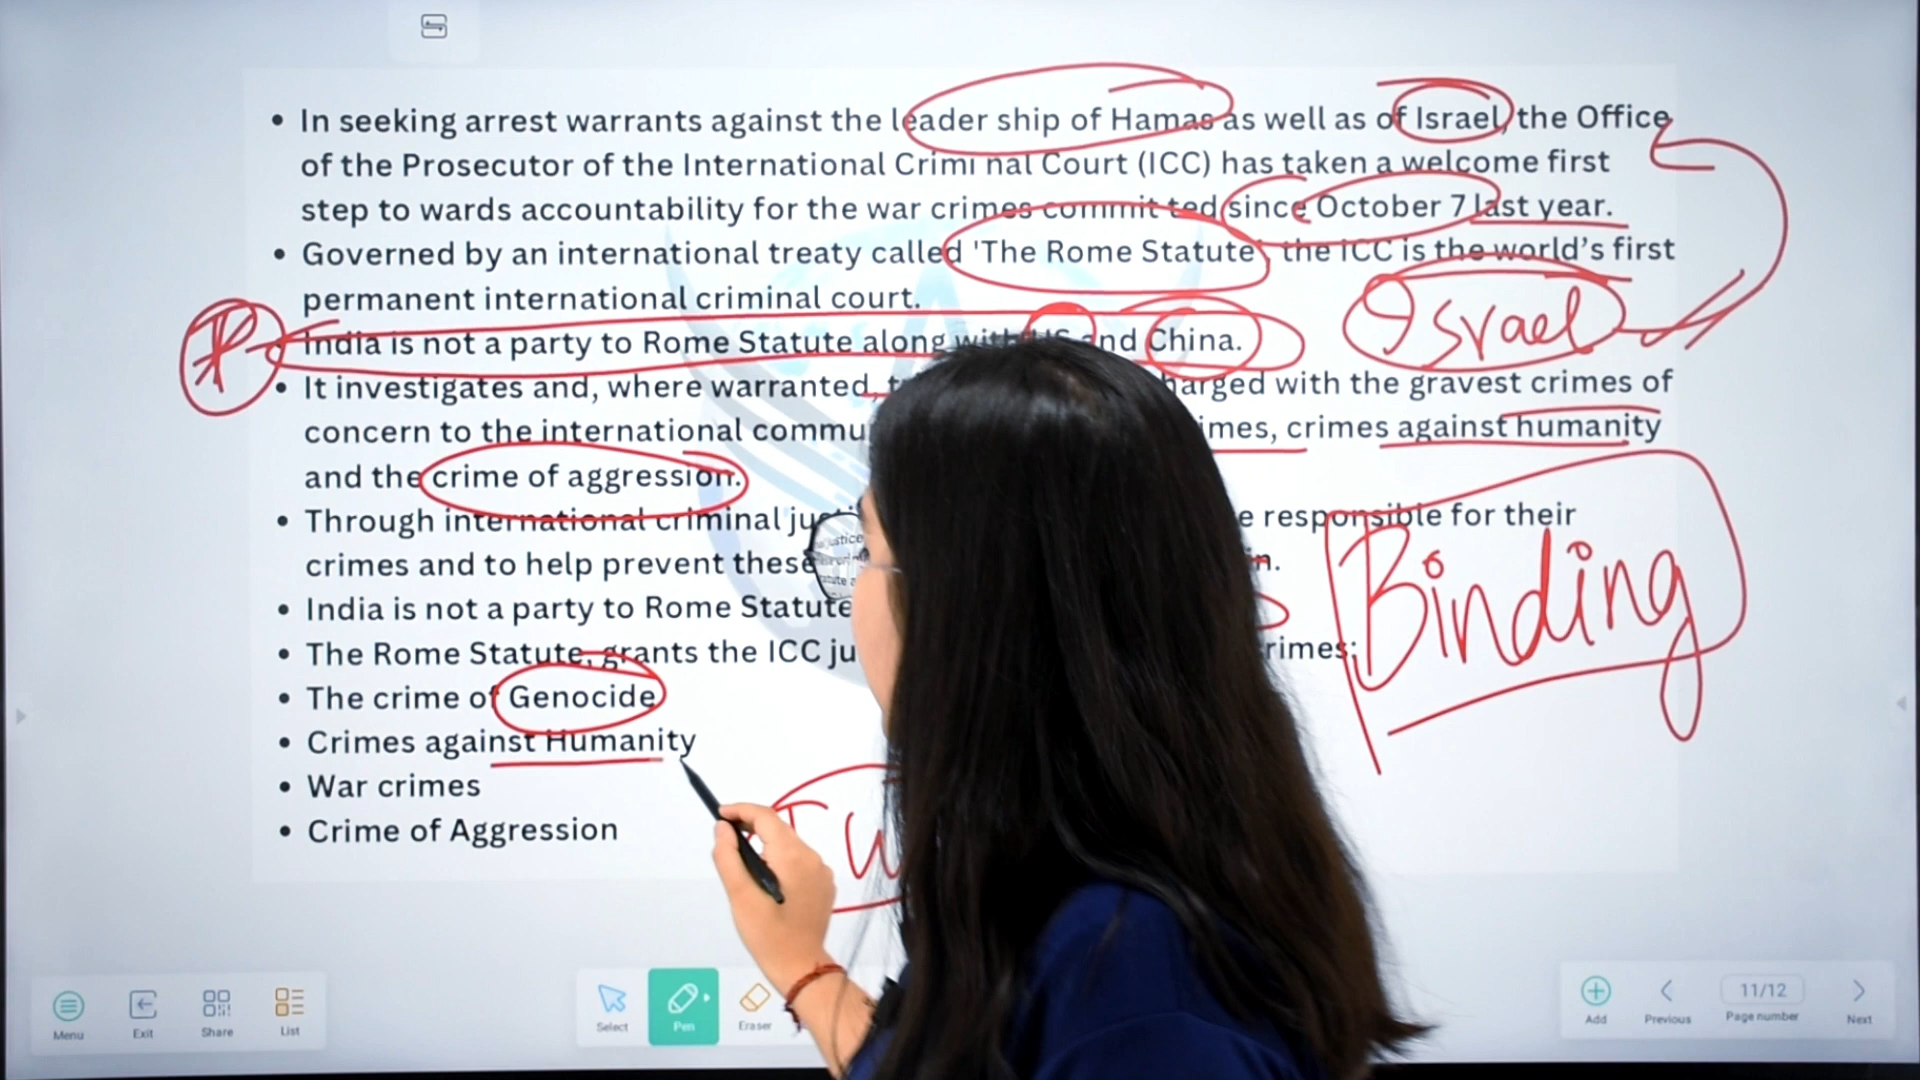 • In seeking arrest warrants against the leader ship of Hamas as well as of Israel, the Office
of the Prosecutor of the International Crimi nal Court (ICC) has taken a welcome first
step to wards accountability for the war crimes commit ted since October 7 last year.
• Governed by an international treaty called 'The Rome Statute' the ICC is the world's first
permanent international criminal court.
Israel
India is not a party to Rome Statute along with US and China.
• It investigates and, where warranted, harged with the gravest crimes of
concern to the international commu imes, crimes against humanity
and the crime of aggression.
• Through international criminal justi e responsible for their
crimes and to help prevent these n.
Binding
• India is not a party to Rome Statute
• The Rome Statute, grants the ICC ju rimes:
• The crime of Genocide
• Crimes against Humanity
• War crimes
• Crime of Aggression
Menu Exit Share List Select Pen Eraser Add Previous 11/12 Page number Next